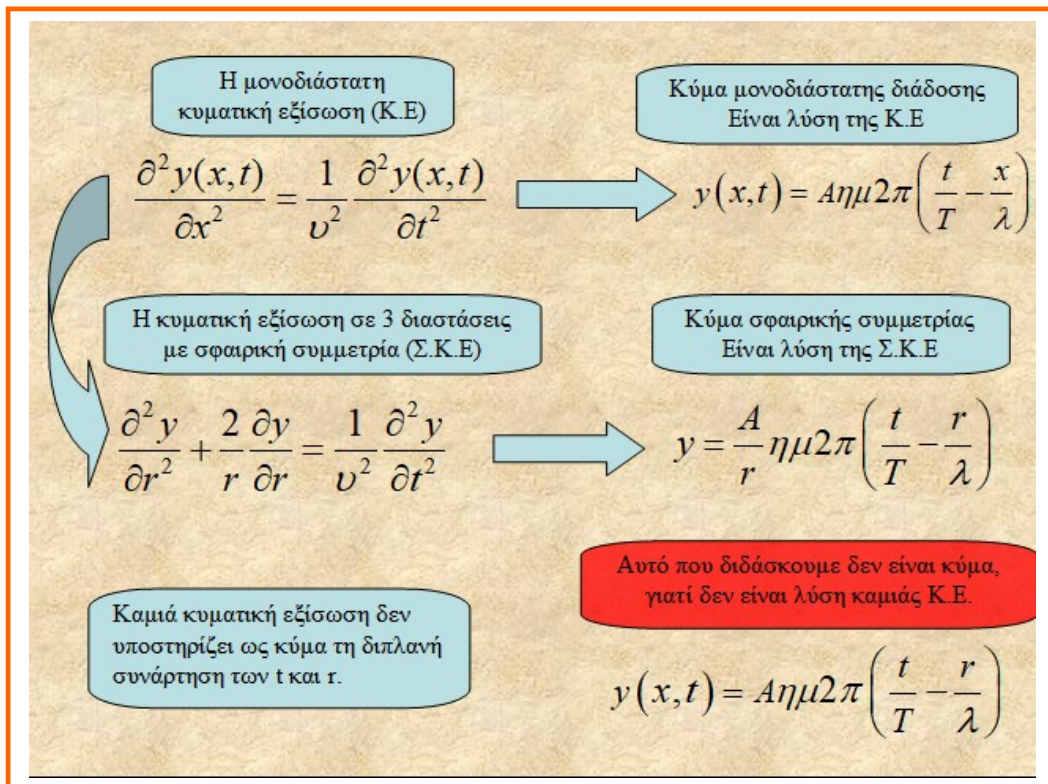 Η μονοδιάστατη
κυματική εξίσωση (Κ.Ε)
Κύμα μονοδιάστατης διάδοσης
Είναι λύση της Κ.Ε
∂²y(x,t)/∂x² = 1/υ² ∂²y(x,t)/∂t²
y(x,t) = Αημ2π(t/T − x/λ)
Η κυματική εξίσωση σε 3 διαστάσεις
με σφαιρική συμμετρία (Σ.Κ.Ε)
Κύμα σφαιρικής συμμετρίας
Είναι λύση της Σ.Κ.Ε
∂²y/∂r² + 2/r ∂y/∂r = 1/υ² ∂²y/∂t²
y = A/r ημ2π(t/T − r/λ)
Καμιά κυματική εξίσωση δεν
υποστηρίζει ως κύμα τη διπλανή
συνάρτηση των t και r.
Αυτό που διδάσκουμε δεν είναι κύμα,
γιατί δεν είναι λύση καμιάς Κ.Ε.
y(x,t) = Αημ2π(t/T − r/λ)